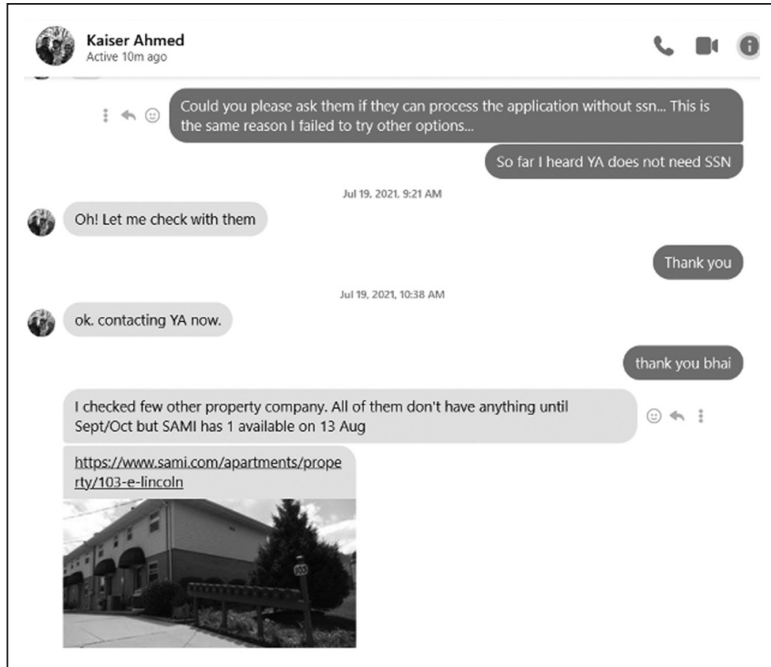 Kaiser Ahmed
Active 10m ago
Could you please ask them if they can process the application without ssn... This is
the same reason I failed to try other options...
So far I heard YA does not need SSN
Jul 19, 2021, 9:21 AM
Oh! Let me check with them
Thank you
Jul 19, 2021, 10:38 AM
ok. contacting YA now.
thank you bhai
I checked few other property company. All of them don't have anything until
Sept/Oct but SAMI has 1 available on 13 Aug
https://www.sami.com/apartments/prope
rty/103-e-lincoln
103